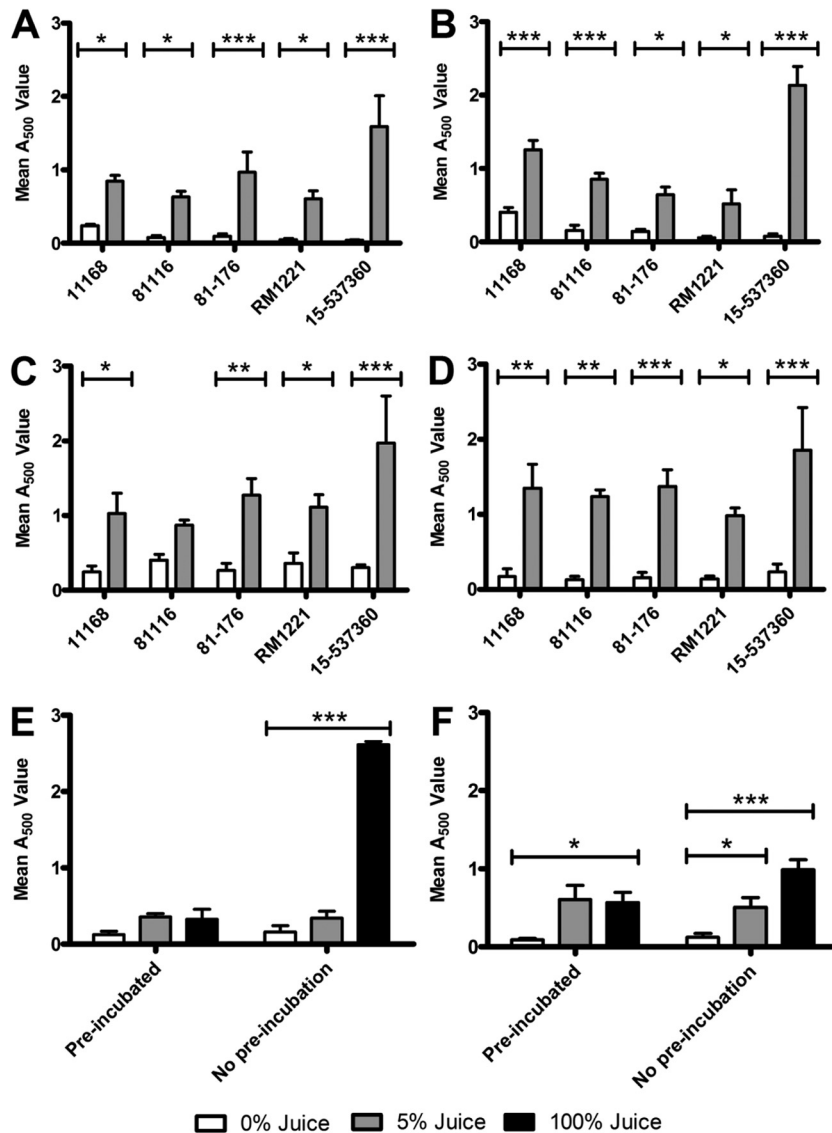 A
Mean A500 Value
3
2
1
0
* * *** * ***
11168 81116 81-176 RM1221 15-537360
B
Mean A500 Value
3
2
1
0
*** *** * * ***
11168 81116 81-176 RM1221 15-537360
C
Mean A500 Value
3
2
1
0
* ** * ***
11168 81116 81-176 RM1221 15-537360
D
Mean A500 Value
3
2
1
0
** ** *** * ***
11168 81116 81-176 RM1221 15-537360
E
Mean A500 Value
3
2
1
0
***
Pre-incubated No pre-incubation
F
Mean A500 Value
3
2
1
0
***
* *
Pre-incubated No pre-incubation
0% Juice 5% Juice 100% Juice